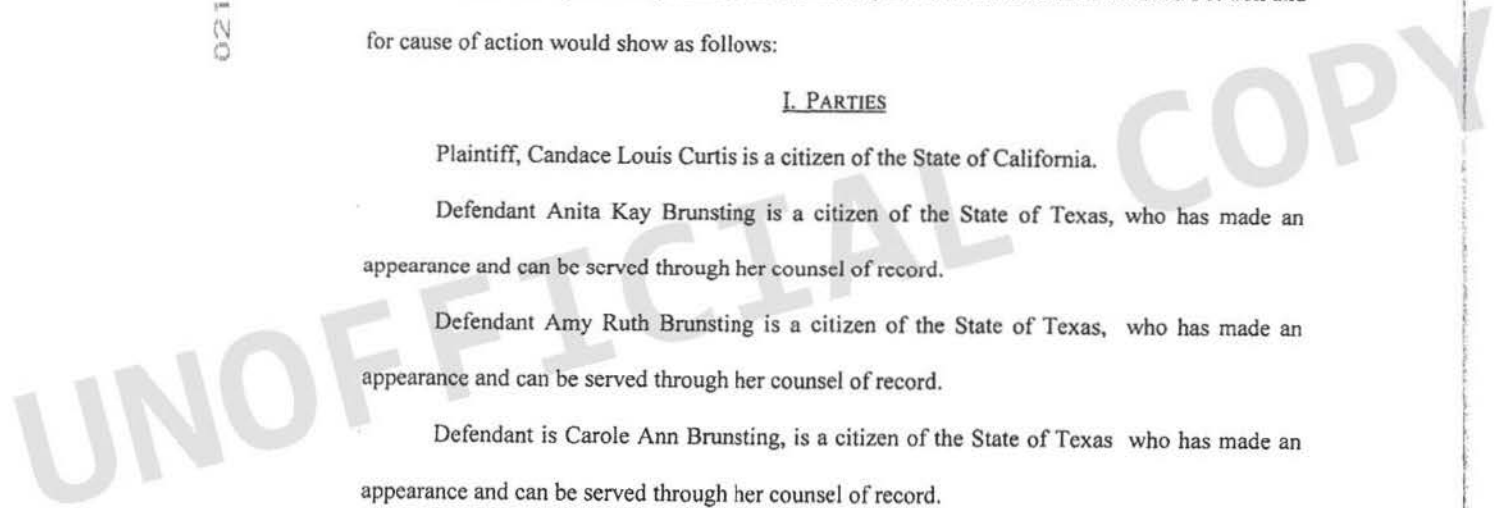 021
for cause of action would show as follows:
I. PARTIES
Plaintiff, Candace Louis Curtis is a citizen of the State of California.
Defendant Anita Kay Brunsting is a citizen of the State of Texas, who has made an
appearance and can be served through her counsel of record.
Defendant Amy Ruth Brunsting is a citizen of the State of Texas, who has made an
appearance and can be served through her counsel of record.
Defendant is Carole Ann Brunsting, is a citizen of the State of Texas who has made an
appearance and can be served through her counsel of record.
UNOFFICIAL COPY